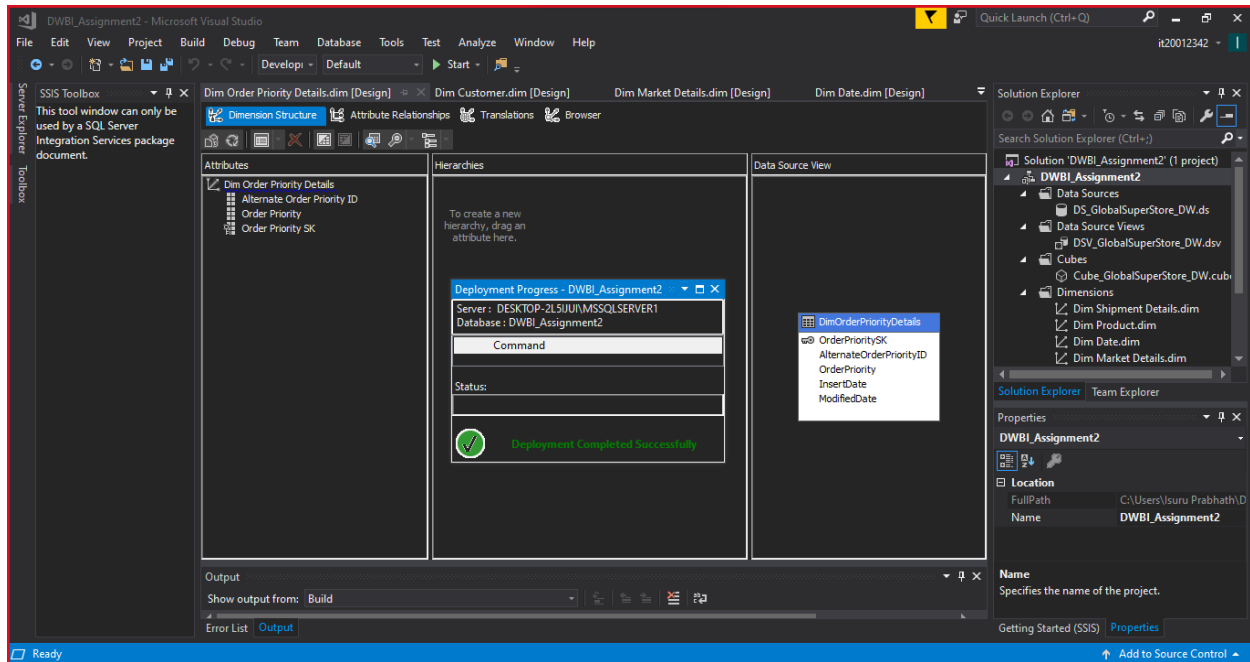 DWBI_Assignment2 - Microsoft Visual Studio
Quick Launch (Ctrl+Q)
File Edit View Project Build Debug Team Database Tools Test Analyze Window Help
it20012342
Developı Default Start
Server Explorer
Toolbox
SSIS Toolbox
This tool window can only be
used by a SQL Server
Integration Services package
document.
Dim Order Priority Details.dim [Design] Dim Customer.dim [Design] Dim Market Details.dim [Design] Dim Date.dim [Design]
Dimension Structure Attribute Relationships Translations Browser
Attributes
Dim Order Priority Details
Alternate Order Priority ID
Order Priority
Order Priority SK
Hierarchies
To create a new
hierarchy, drag an
attribute here.
Data Source View
DimOrderPriorityDetails
OrderPrioritySK
AlternateOrderPriorityID
OrderPriority
InsertDate
ModifiedDate
Deployment Progress - DWBI_Assignment2
Server : DESKTOP-2L5IJUI\MSSQLSERVER1
Database : DWBI_Assignment2
Command
Status:
Deployment Completed Successfully
Output
Show output from: Build
Error List Output
Solution Explorer
Search Solution Explorer (Ctrl+;)
Solution 'DWBI_Assignment2' (1 project)
DWBI_Assignment2
Data Sources
DS_GlobalSuperStore_DW.ds
Data Source Views
DSV_GlobalSuperStore_DW.dsv
Cubes
Cube_GlobalSuperStore_DW.cub
Dimensions
Dim Shipment Details.dim
Dim Product.dim
Dim Date.dim
Dim Market Details.dim
Solution Explorer Team Explorer
Properties
DWBI_Assignment2
Location
FullPath C:\Users\Isuru Prabhath\D
Name DWBI_Assignment2
Name
Specifies the name of the project.
Getting Started (SSIS) Properties
Ready
Add to Source Control